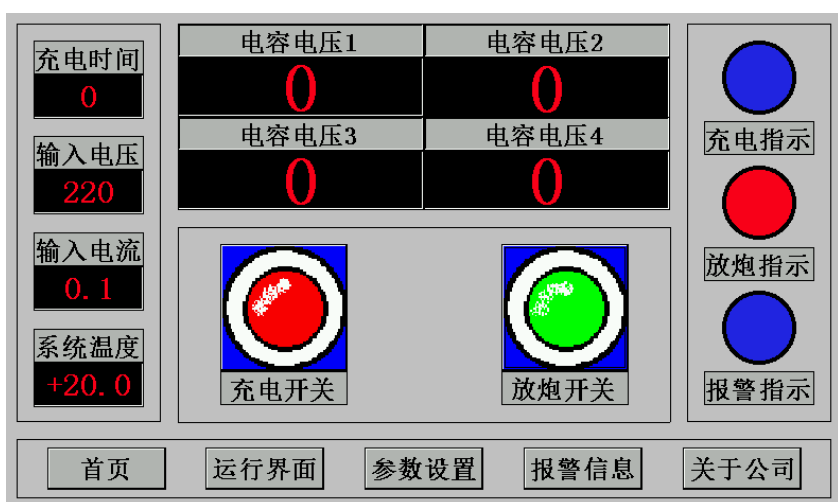 充电时间
0
输入电压
220
输入电流
0.1
系统温度
+20.0
电容电压1
电容电压2
0
0
电容电压3
电容电压4
0
0
充电开关
放炮开关
充电指示
放炮指示
报警指示
首页
运行界面
参数设置
报警信息
关于公司